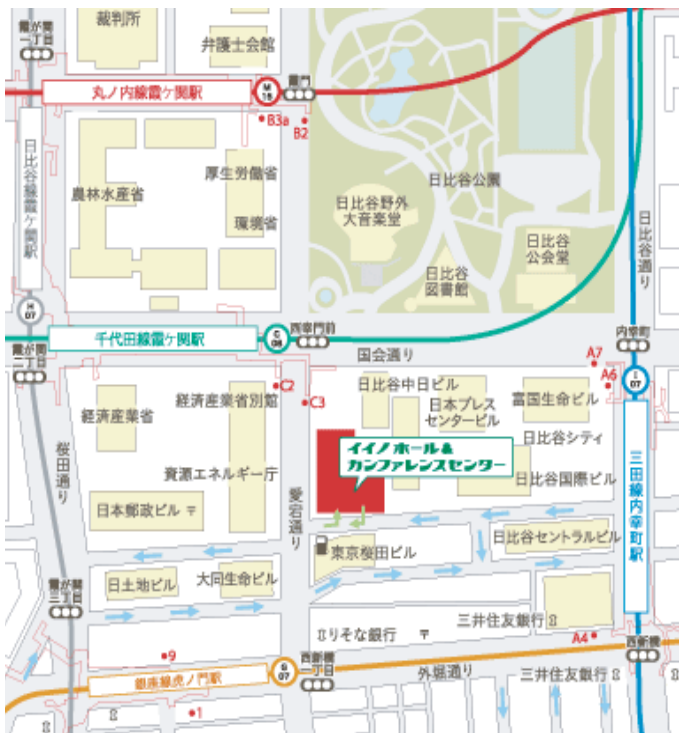 霞が関
一丁目
裁判所
弁護士会館
丸ノ内線霞ケ関駅
M
15
霞門
B3a
B2
日比谷線霞ケ関駅
厚生労働省
農林水産省
環境省
日比谷公園
日比谷野外
大音楽堂
日比谷
公会堂
日比谷
図書館
日比谷通り
H
07
千代田線霞ケ関駅
C
08
西幸門前
国会通り
内幸町
霞が関
二丁目
A7
A6
I
07
C2
C3
経済産業省
経済産業省別館
日比谷中日ビル
日本プレス
センタービル
富国生命ビル
イイノホール&
カンファレンスセンター
日比谷シティ
日比谷国際ビル
桜田通り
資源エネルギー庁
愛宕通り
三田線内幸町駅
日本郵政ビル 〒
東京桜田ビル
日比谷セントラルビル
霞が関
三丁目
日土地ビル
大同生命ビル
りそな銀行
〒
三井住友銀行
A4
西新橋
9
銀座線虎ノ門駅
G
07
西新橋
一丁目
外堀通り
三井住友銀行
1